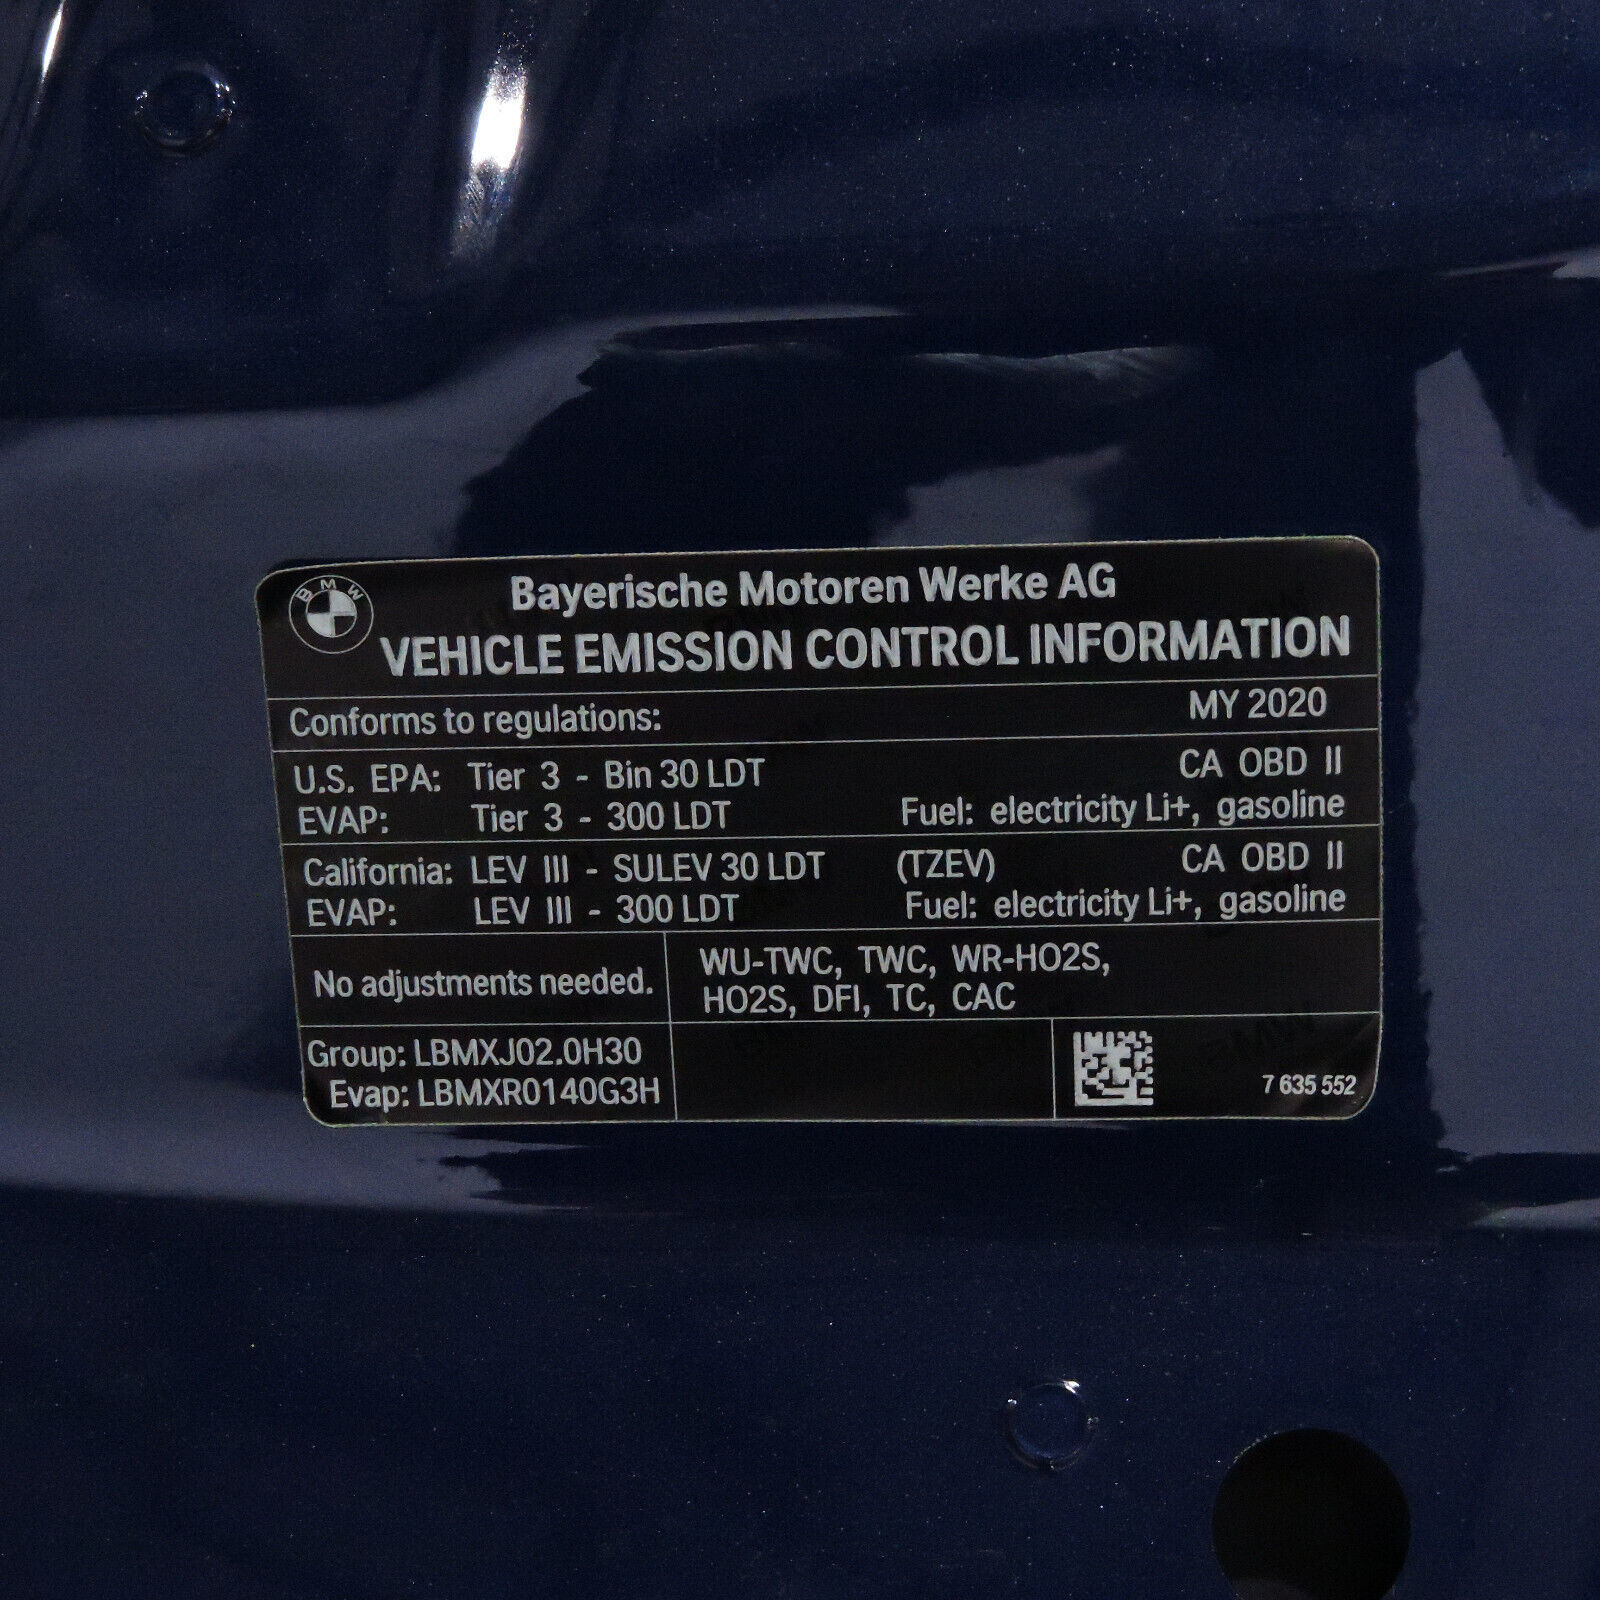 BMW
Bayerische Motoren Werke AG
VEHICLE EMISSION CONTROL INFORMATION
Conforms to regulations: MY 2020
U.S. EPA: Tier 3 - Bin 30 LDT CA OBD II
EVAP: Tier 3 - 300 LDT Fuel: electricity Li+, gasoline
California: LEV III - SULEV 30 LDT (TZEV) CA OBD II
EVAP: LEV III - 300 LDT Fuel: electricity Li+, gasoline
No adjustments needed.
WU-TWC, TWC, WR-HO2S,
HO2S, DFI, TC, CAC
Group: LBMXJ02.0H30
Evap: LBMXR0140G3H
7 635 552